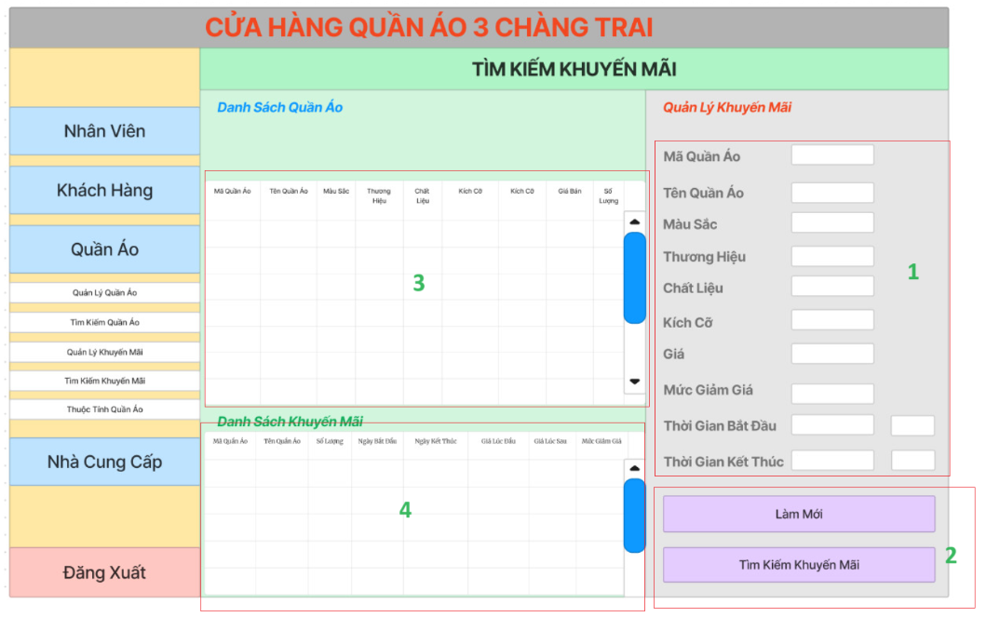 CỬA HÀNG QUẦN ÁO 3 CHÀNG TRAI
TÌM KIẾM KHUYẾN MÃI
Nhân Viên
Khách Hàng
Quần Áo
Quản Lý Quần Áo
Tìm Kiếm Quần Áo
Quản Lý Khuyến Mãi
Tìm Kiếm Khuyến Mãi
Thuộc Tính Quần Áo
Nhà Cung Cấp
Đăng Xuất
Danh Sách Quần Áo
Mã Quần Áo Tên Quần Áo Màu Sắc Thương Hiệu Chất Liệu Kích Cỡ Kích Cỡ Giá Bán Số Lượng
3
Danh Sách Khuyến Mãi
Mã Quần Áo Tên Quần Áo Số Lượng Ngày Bắt Đầu Ngày Kết Thúc Giá Lúc Đầu Giá Lúc Sau Mức Giảm Giá
4
Quản Lý Khuyến Mãi
Mã Quần Áo
Tên Quần Áo
Màu Sắc
Thương Hiệu
1
Chất Liệu
Kích Cỡ
Giá
Mức Giảm Giá
Thời Gian Bắt Đầu
Thời Gian Kết Thúc
Làm Mới
2
Tìm Kiếm Khuyến Mãi